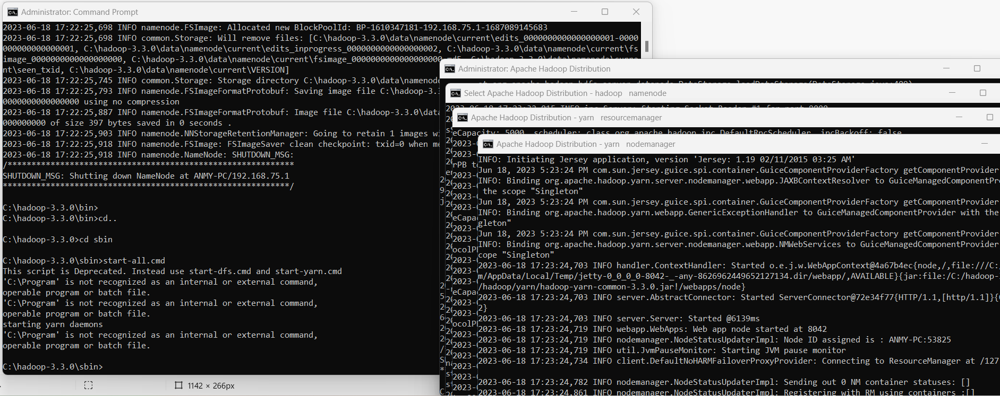 Administrator: Command Prompt
2023-06-18 17:22:25,698 INFO namenode.FSImage: Allocated new BlockPoolId: BP-1610347181-192.168.75.1-1687089145683
2023-06-18 17:22:25,698 INFO common.Storage: Will remove files: [C:\hadoop-3.3.0\data\namenode\current\edits_0000000000000000001-0000
000000000000001, C:\hadoop-3.3.0\data\namenode\current\edits_inprogress_0000000000000000002, C:\hadoop-3.3.0\data\namenode\current\fs
image_0000000000000000000, C:\hadoop-3.3.0\data\namenode\current\fsimage_0000000000000000000.md5, C:\hadoop-3.3.0\data\namenode\curre
nt\seen_txid, C:\hadoop-3.3.0\data\namenode\current\VERSION]
2023-06-18 17:22:25,745 INFO common.Storage: Storage directory C:\hadoop-3.3.0\data\namenode
2023-06-18 17:22:25,793 INFO namenode.FSImageFormatProtobuf: Saving image file C:\hadoop-3.3
0000000000000000 using no compression
2023-06-18 17:22:25,887 INFO namenode.FSImageFormatProtobuf: Image file C:\hadoop-3.3.0\data
000000000 of size 397 bytes saved in 0 seconds .
2023-06-18 17:22:25,903 INFO namenode.NNStorageRetentionManager: Going to retain 1 images wi
2023-06-18 17:22:25,918 INFO namenode.FSImage: FSImageSaver clean checkpoint: txid=0 when me
2023-06-18 17:22:25,918 INFO namenode.NameNode: SHUTDOWN_MSG:
/************************************************************
SHUTDOWN_MSG: Shutting down NameNode at ANMY-PC/192.168.75.1
************************************************************/
C:\hadoop-3.3.0\bin>
C:\hadoop-3.3.0\bin>cd..
C:\hadoop-3.3.0>cd sbin
C:\hadoop-3.3.0\sbin>start-all.cmd
This script is Deprecated. Instead use start-dfs.cmd and start-yarn.cmd
'C:\Program' is not recognized as an internal or external command,
operable program or batch file.
'C:\Program' is not recognized as an internal or external command,
operable program or batch file.
starting yarn daemons
'C:\Program' is not recognized as an internal or external command,
operable program or batch file.
C:\hadoop-3.3.0\sbin>
1142 × 266px
Administrator: Apache Hadoop Distribution
Select Apache Hadoop Distribution - hadoop namenode
Apache Hadoop Distribution - yarn resourcemanager
eCapacity: 5000, scheduler: class org.apache.hadoop.ipc.DefaultRpcScheduler, ipcBackoff: false
Apache Hadoop Distribution - yarn nodemanager
INFO: Initiating Jersey application, version 'Jersey: 1.19 02/11/2015 03:25 AM'
Jun 18, 2023 5:23:24 PM com.sun.jersey.guice.spi.container.GuiceComponentProviderFactory getComponentProvider
INFO: Binding org.apache.hadoop.yarn.server.nodemanager.webapp.JAXBContextResolver to GuiceManagedComponentPr
the scope "Singleton"
Jun 18, 2023 5:23:24 PM com.sun.jersey.guice.spi.container.GuiceComponentProviderFactory getComponentProvider
INFO: Binding org.apache.hadoop.yarn.webapp.GenericExceptionHandler to GuiceManagedComponentProvider with the
gleton"
Jun 18, 2023 5:23:24 PM com.sun.jersey.guice.spi.container.GuiceComponentProviderFactory getComponentProvider
INFO: Binding org.apache.hadoop.yarn.server.nodemanager.webapp.NMWebServices to GuiceManagedComponentProvider
cope "Singleton"
2023-06-18 17:23:24,703 INFO handler.ContextHandler: Started o.e.j.w.WebAppContext@4a67b4ec{node,/,file:///C:/
m/AppData/Local/Temp/jetty-0_0_0_0-8042-_-any-8626962449652127134.dir/webapp/,AVAILABLE}{jar:file:/C:/hadoop-
/hadoop/yarn/hadoop-yarn-common-3.3.0.jar!/webapps/node}
2023-06-18 17:23:24,703 INFO server.AbstractConnector: Started ServerConnector@72e34f77{HTTP/1.1,[http/1.1]}{
2}
2023-06-18 17:23:24,703 INFO server.Server: Started @6139ms
2023-06-18 17:23:24,719 INFO webapp.WebApps: Web app node started at 8042
2023-06-18 17:23:24,719 INFO nodemanager.NodeStatusUpdaterImpl: Node ID assigned is : ANMY-PC:53825
2023-06-18 17:23:24,719 INFO util.JvmPauseMonitor: Starting JVM pause monitor
2023-06-18 17:23:24,734 INFO client.DefaultNoHARMFailoverProxyProvider: Connecting to ResourceManager at /127
2023-06-18 17:23:24,782 INFO nodemanager.NodeStatusUpdaterImpl: Sending out 0 NM container statuses: []
2023-06-18 17:23:24,861 INFO nodemanager.NodeStatusUpdaterImpl: Registering with RM using containers :[]